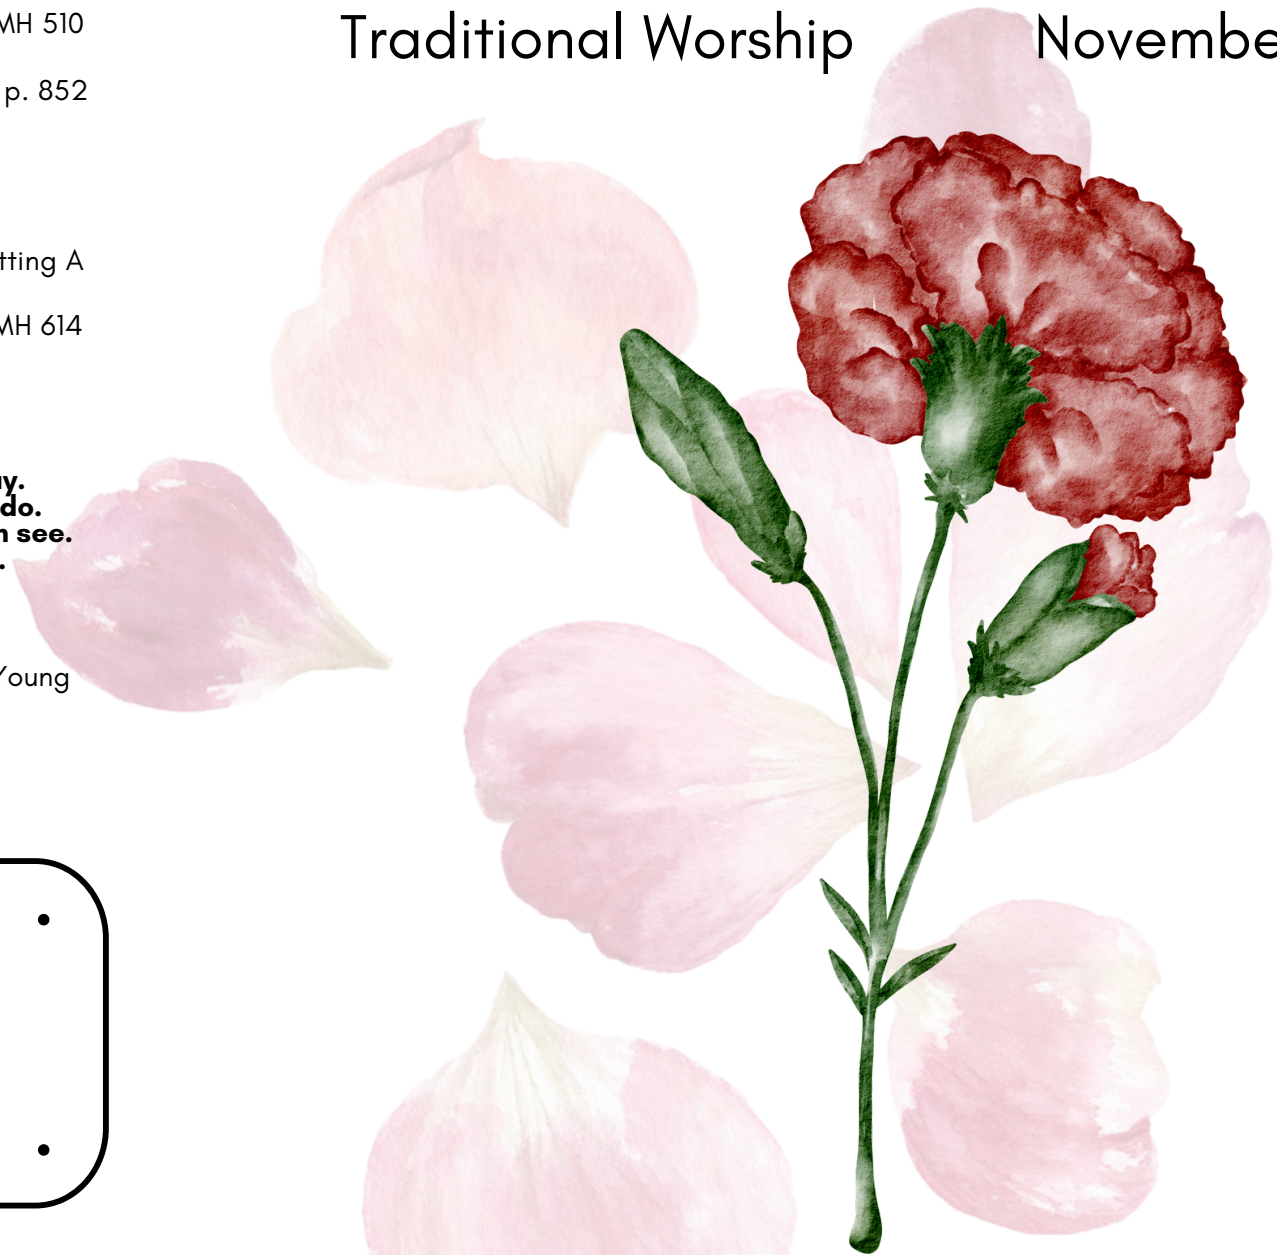 MH 510
p. 852
tting A
MH 614
y.
do.
n see.
.
Young
Traditional Worship Novembe